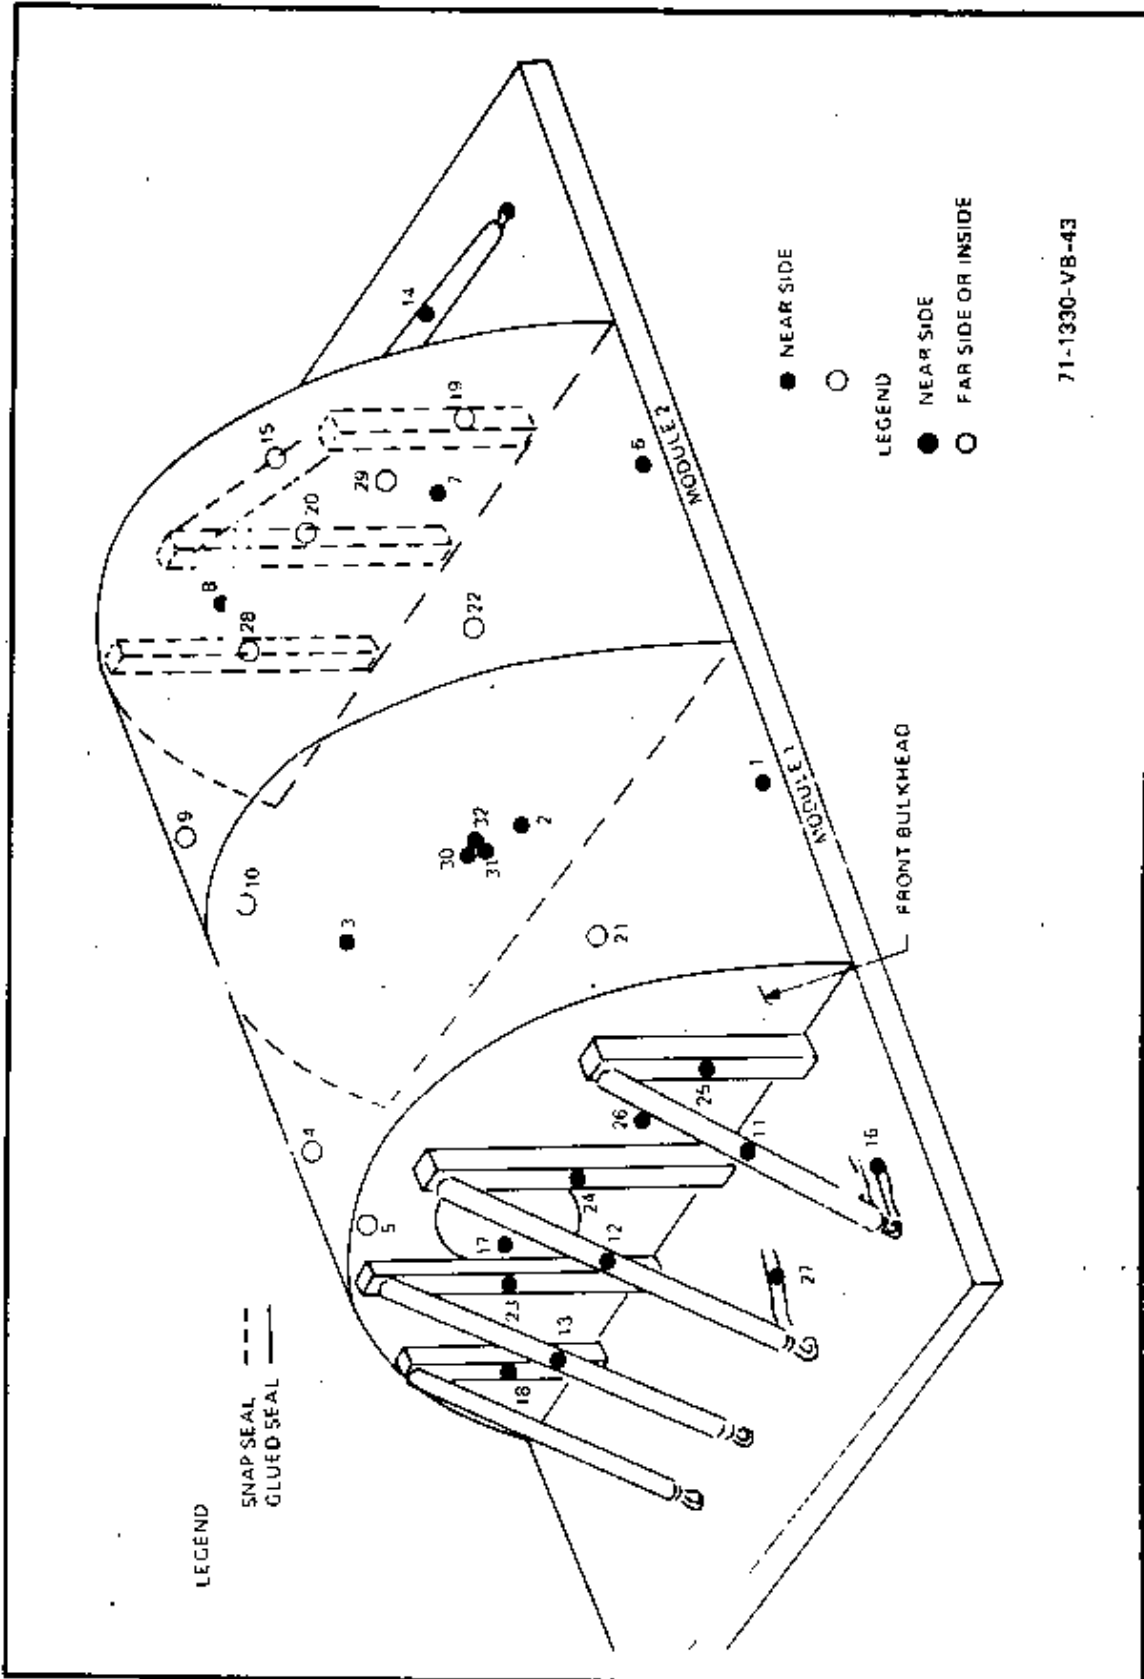 LEGEND
SNAP SEAL
GLUED SEAL
4
5
9
10
3
30
32
31
2
21
1
8
28
15
20
29
7
19
14
22
6
MODULE 2
MODULE 1
FRONT BULKHEAD
17
23
13
18
24
12
26
25
11
16
27
NEAR SIDE
LEGEND
NEAR SIDE
FAR SIDE OR INSIDE
71-1330-VB-43